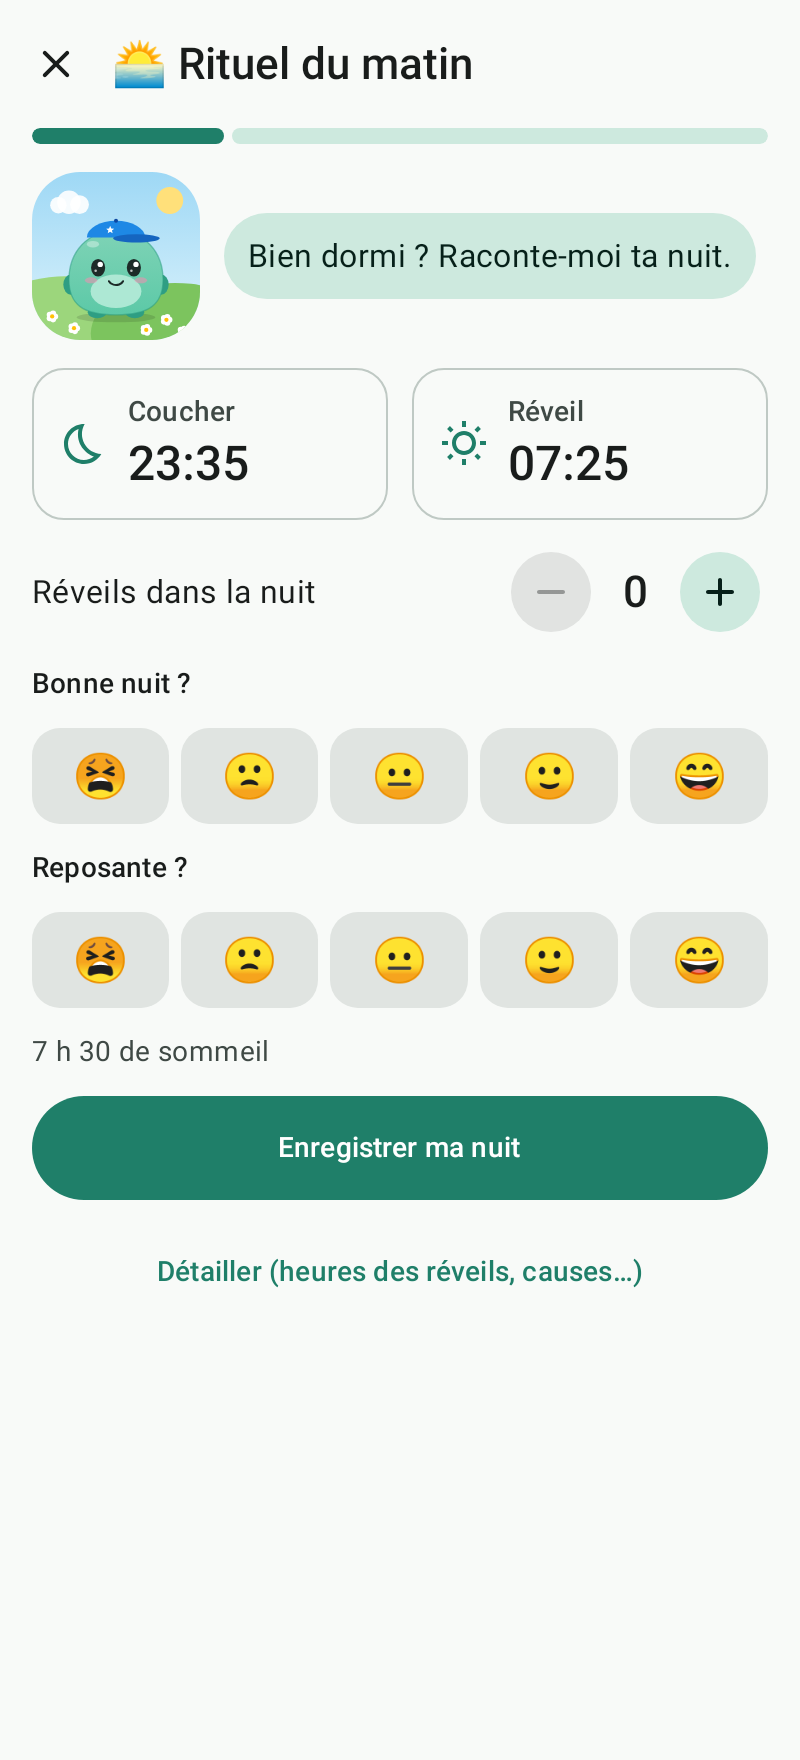 Rituel du matin
Bien dormi ? Raconte-moi ta nuit.
Coucher
23:35
Réveil
07:25
Réveils dans la nuit
0
Bonne nuit ?
Reposante ?
7 h 30 de sommeil
Enregistrer ma nuit
Détailler (heures des réveils, causes…)